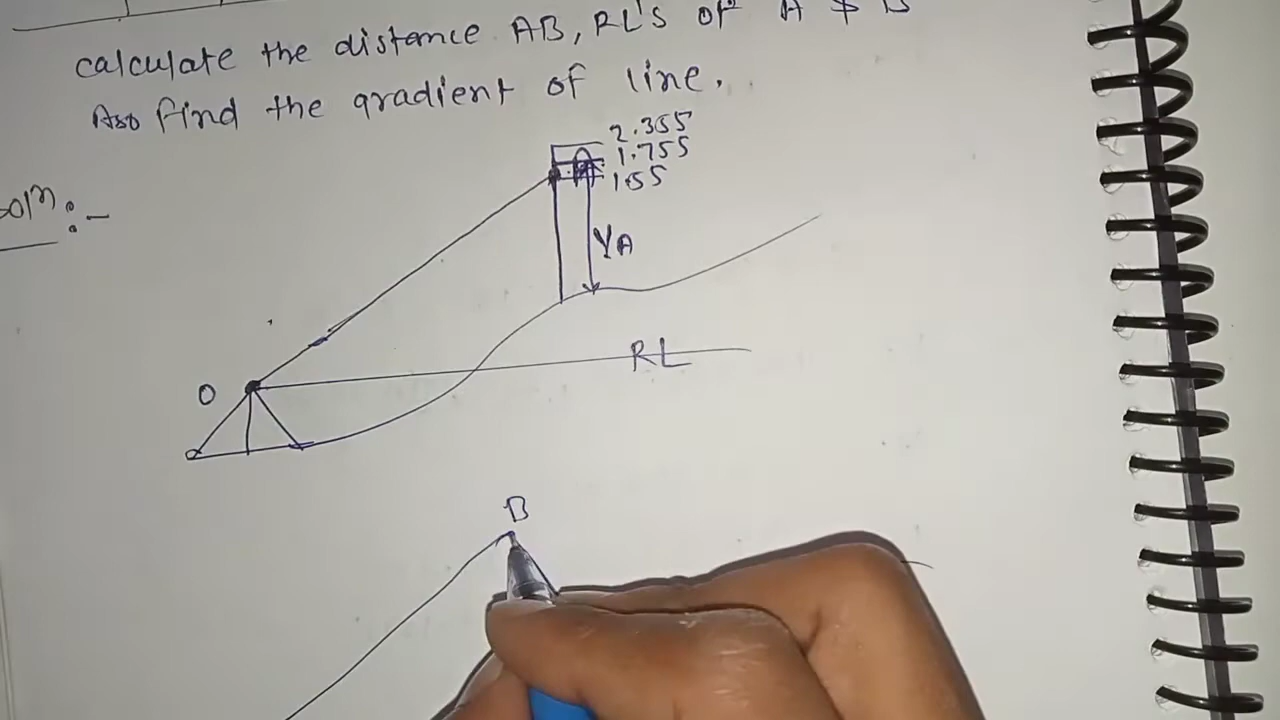 calculate the distance AB, RL'S of A & B
Also find the gradient of line.
2.355
1.755
1.55
Soln :-
YA
RL
O
B